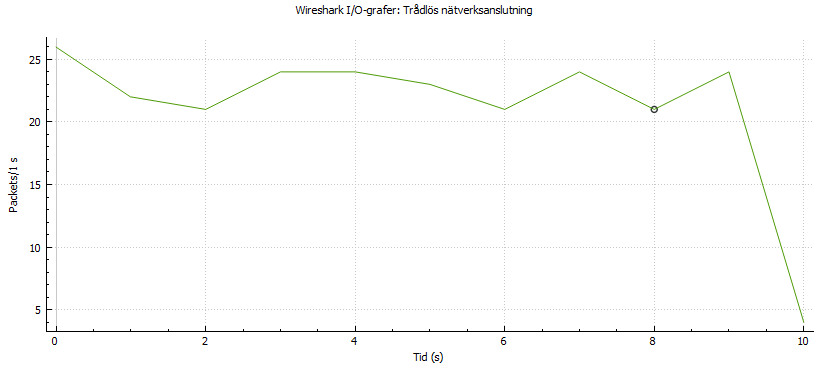 Wireshark I/O-grafer: Trådlös nätverksanslutning
25
20
15
10
5
Packets/1 s
0 2 4 6 8 10
Tid (s)